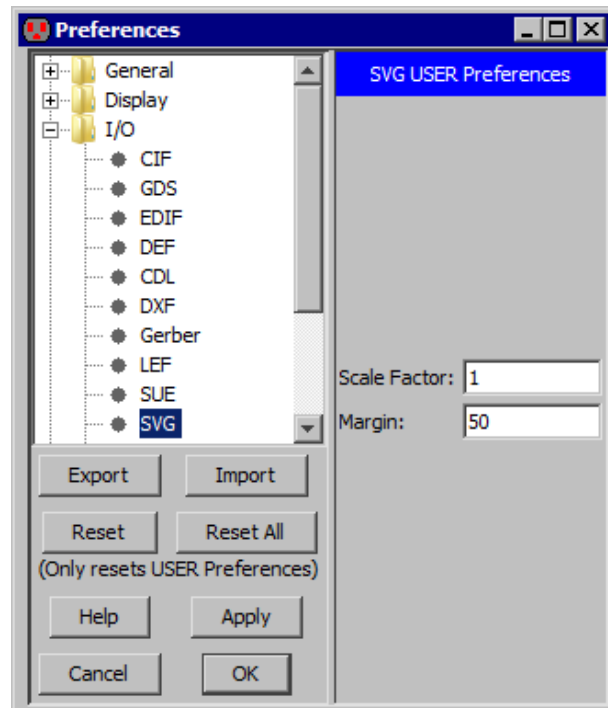 Preferences
General
Display
I/O
CIF
GDS
EDIF
DEF
CDL
DXF
Gerber
LEF
SUE
SVG
Export Import
Reset Reset All
(Only resets USER Preferences)
Help Apply
Cancel OK
SVG USER Preferences
Scale Factor: 1
Margin: 50